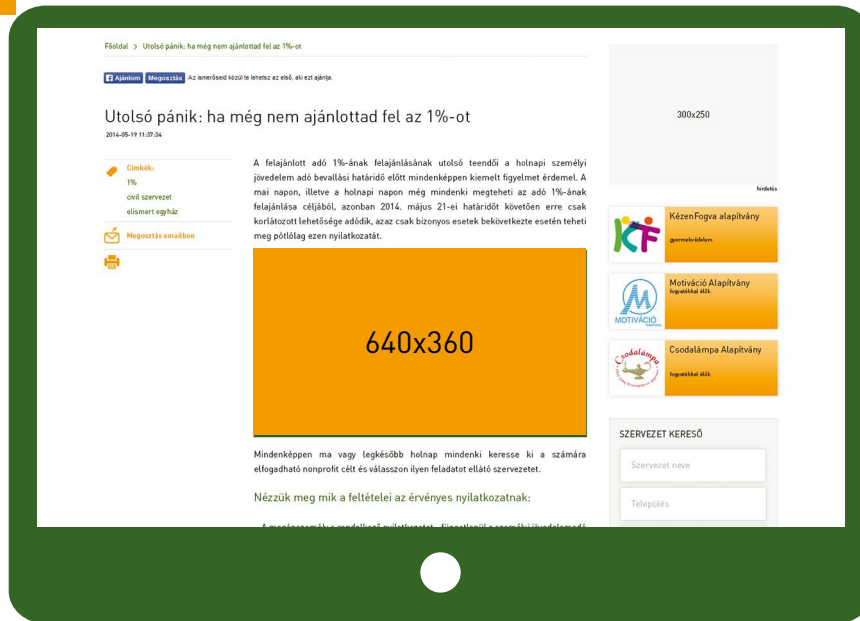 Főoldal > Utolsó pánik: ha még nem ajánlottad fel az 1%-ot
Ajánlom Megosztás Az ismerőseid közül te lehetsz az első, aki ezt ajánlja.
Utolsó pánik: ha még nem ajánlottad fel az 1%-ot
2014-05-19 11:37:34
Címkék:
1%
civil szervezet
elismert egyház
Megosztás emailben
A felajánlott adó 1%-ának felajánlásának utolsó teendői a holnapi személyi
jövedelem adó bevallási határidő előtt mindenképpen kiemelt figyelmet érdemel. A
mai napon, illetve a holnapi napon még mindenki megteheti az adó 1%-ának
felajánlása céljából, azonban 2014. május 21-ei határidőt követően erre csak
korlátozott lehetősége adódik, azaz csak bizonyos esetek bekövetkezte esetén teheti
meg pótlólag ezen nyilatkozatát.
640x360
Mindenképpen ma vagy legkésőbb holnap mindenki keresse ki a számára
elfogadható nonprofit célt és válasszon ilyen feladatot ellátó szervezetet.
Nézzük meg mik a feltételei az érvényes nyilatkozatnak:
300x250
hirdetés
KézenFogva alapítvány
gyermekvédelem
MOTIVÁCIÓ
Motiváció Alapítvány
fogyatékkal élők
Csodalámpa
Csodalámpa Alapítvány
fogyatékkal élők
SZERVEZET KERESŐ
Szervezet neve
Település